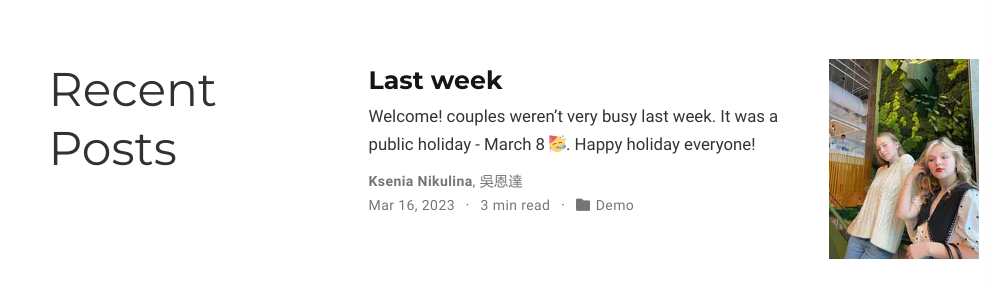 Recent
Posts
Last week
Welcome! couples weren’t very busy last week. It was a
public holiday - March 8 🥳. Happy holiday everyone!
Ksenia Nikulina, 吳恩達
Mar 16, 2023 · 3 min read · Demo